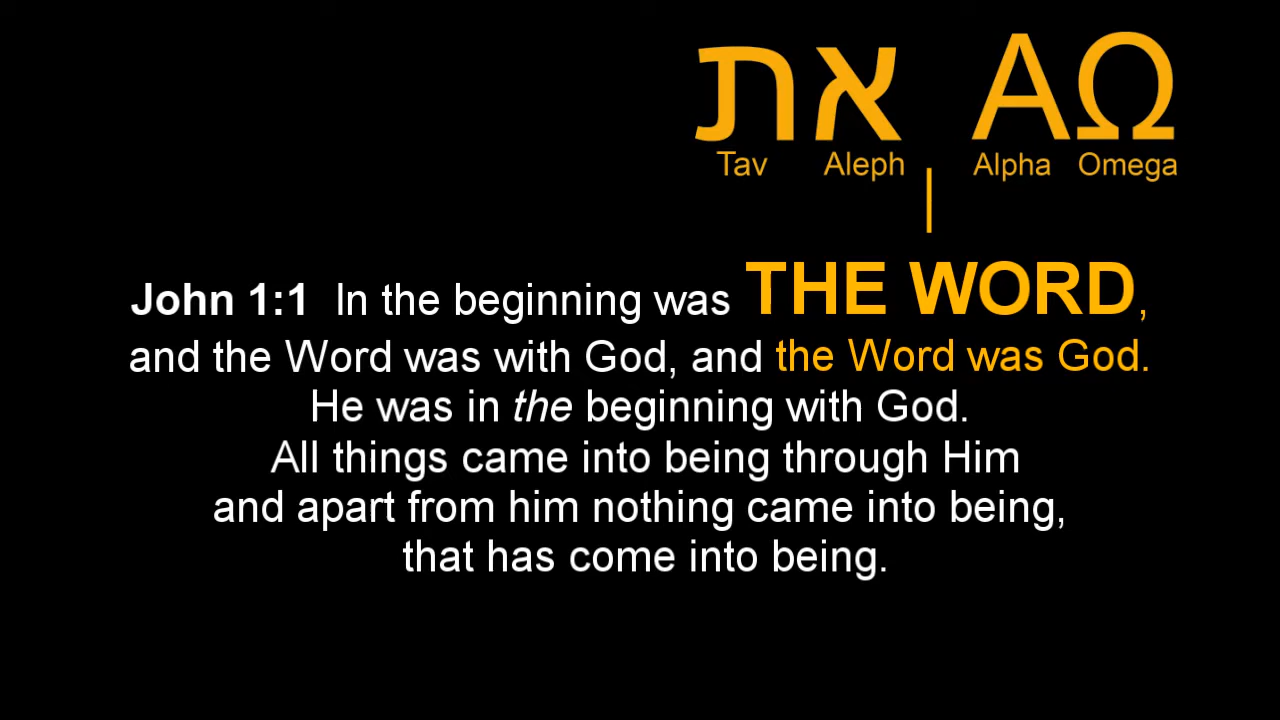 את ΑΩ
Tav Aleph Alpha Omega
John 1:1 In the beginning was THE WORD,
and the Word was with God, and the Word was God.
He was in the beginning with God.
All things came into being through Him
and apart from him nothing came into being,
that has come into being.